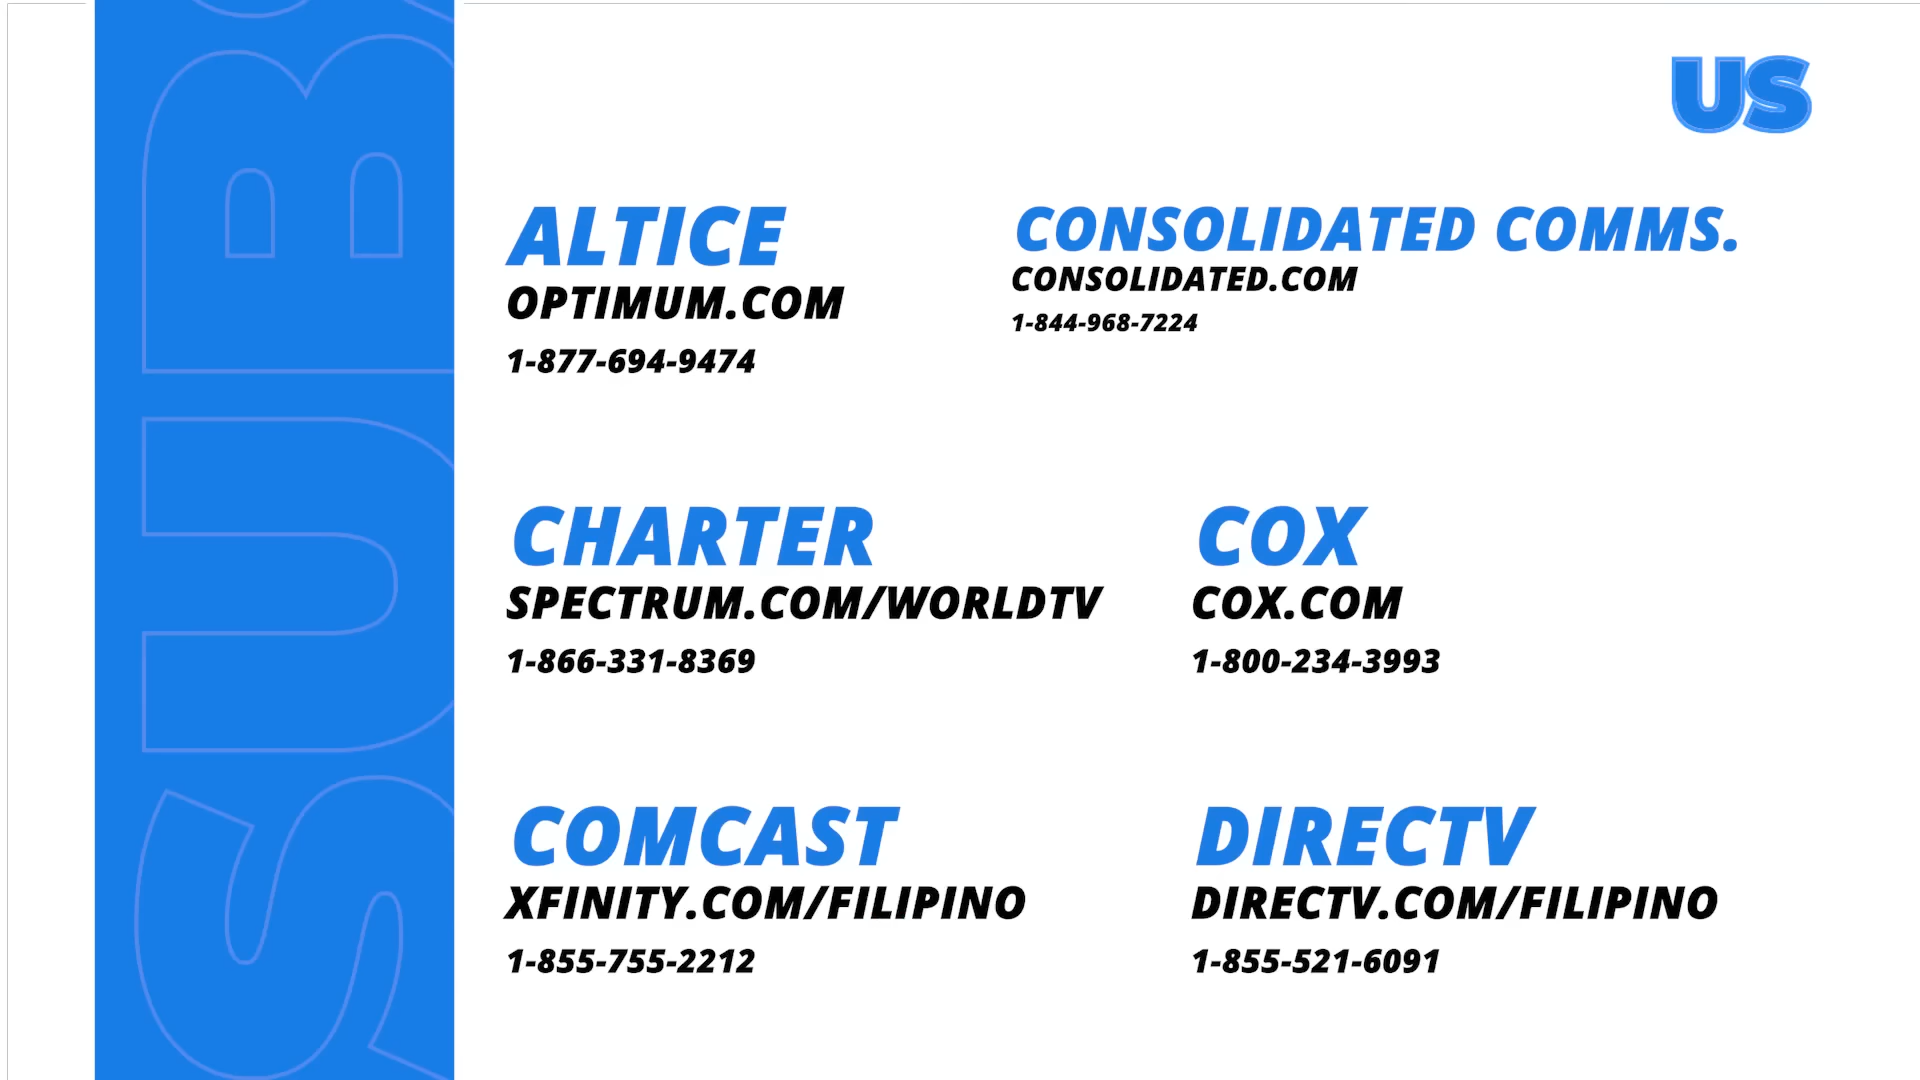 US
ALTICE
OPTIMUM.COM
1-877-694-9474
CONSOLIDATED COMMS.
CONSOLIDATED.COM
1-844-968-7224
CHARTER
SPECTRUM.COM/WORLDTV
1-866-331-8369
COX
COX.COM
1-800-234-3993
COMCAST
XFINITY.COM/FILIPINO
1-855-755-2212
DIRECTV
DIRECTV.COM/FILIPINO
1-855-521-6091